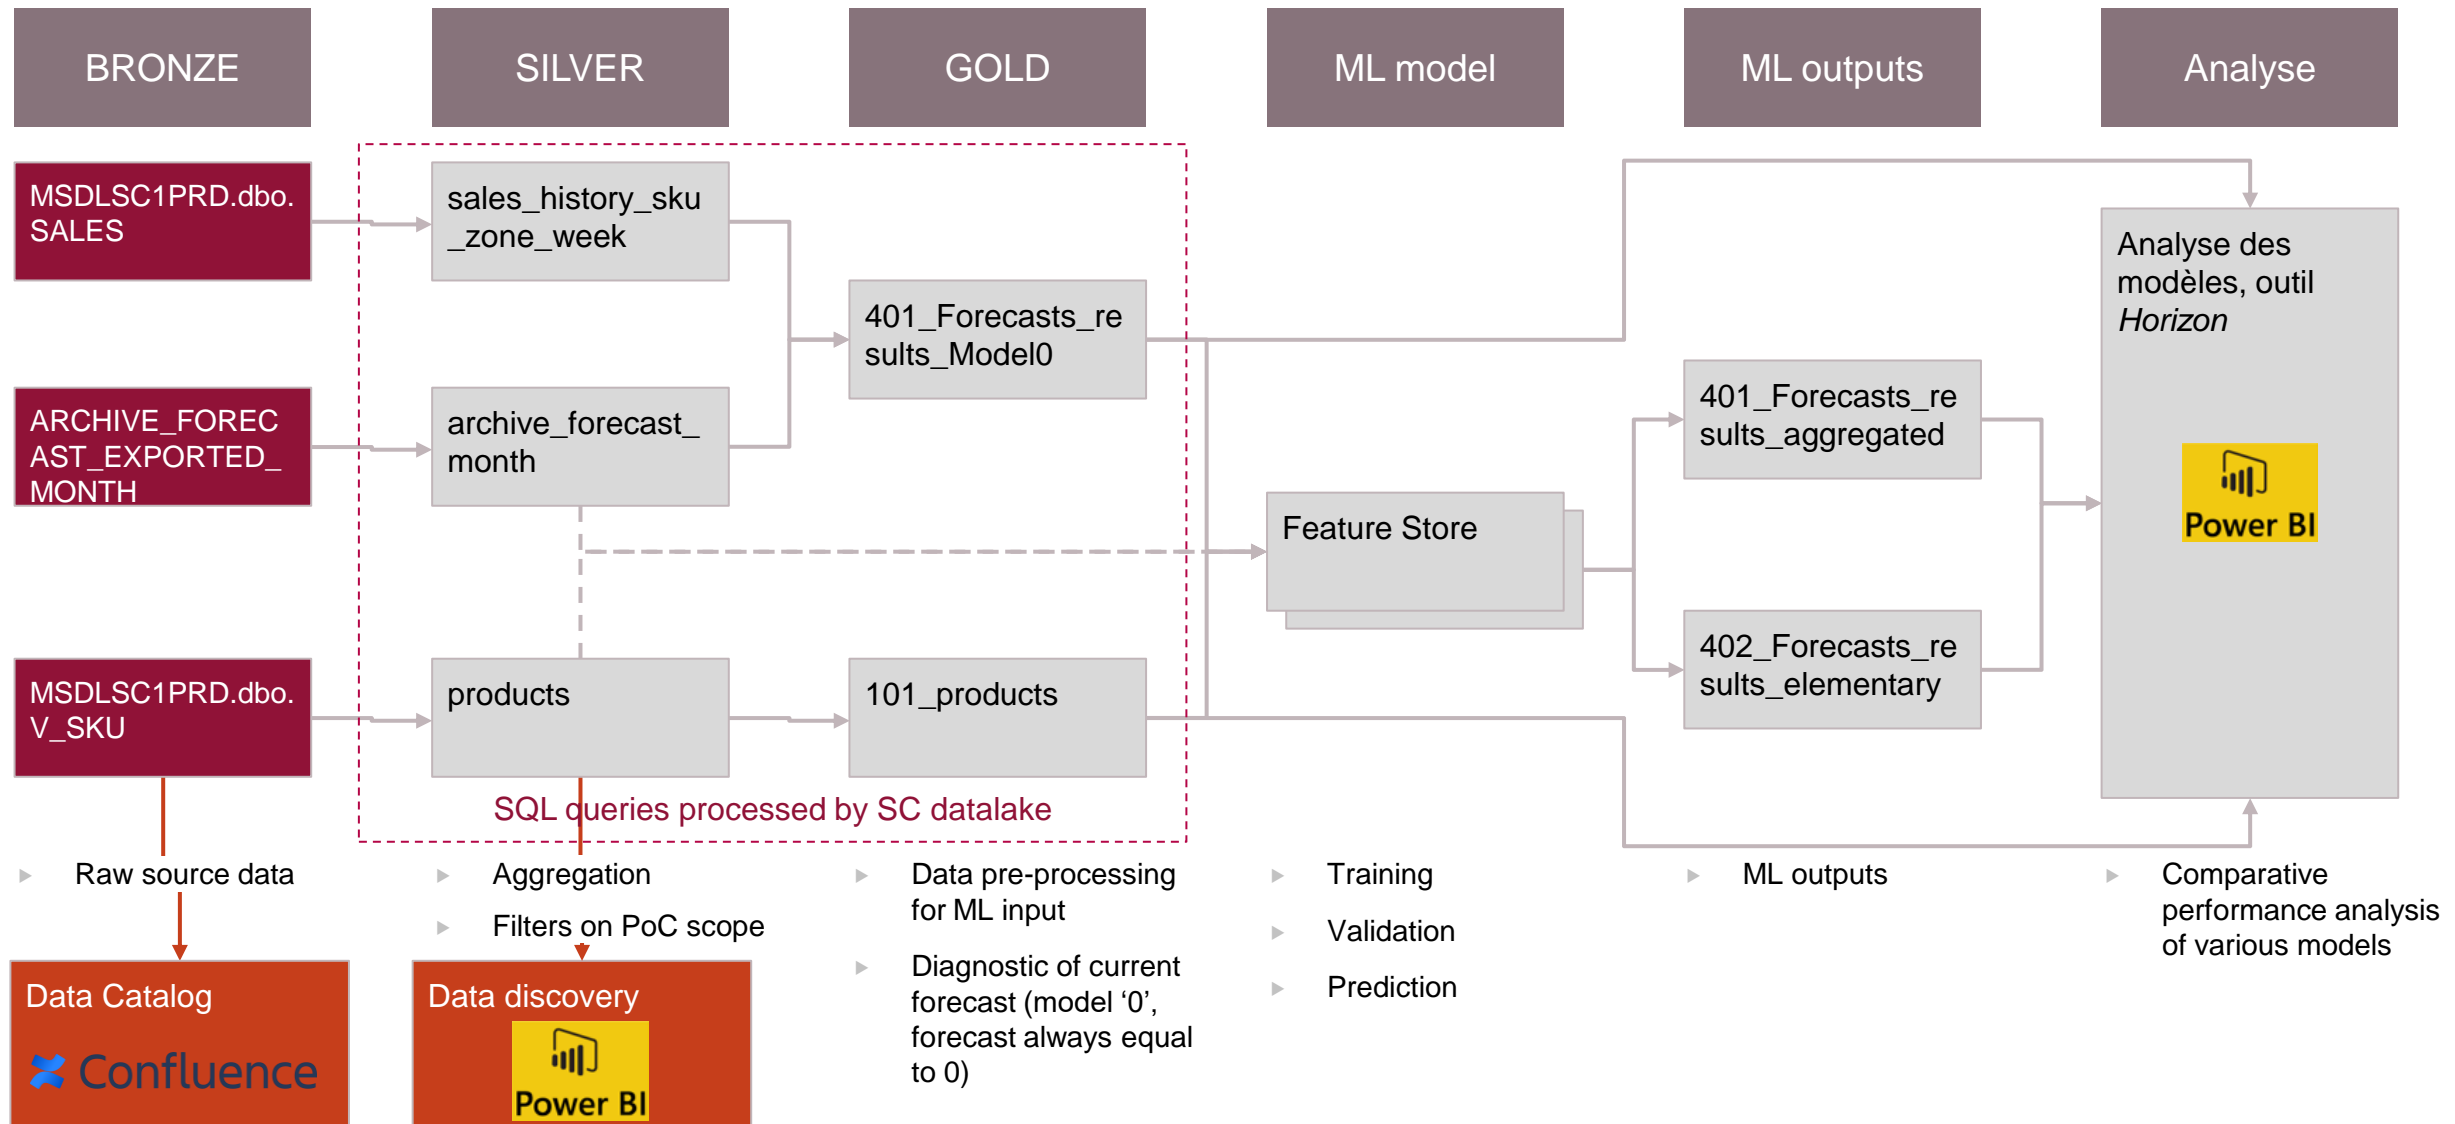 BRONZE
SILVER
GOLD
ML model
ML outputs
Analyse
MSDLSC1PRD.dbo.
SALES
sales_history_sku
_zone_week
401_Forecasts_re
sults_Model0
Analyse des
modèles, outil
Horizon
Power BI
ARCHIVE_FOREC
AST_EXPORTED_
MONTH
archive_forecast_
month
401_Forecasts_re
sults_aggregated
Feature Store
402_Forecasts_re
sults_elementary
MSDLSC1PRD.dbo.
V_SKU
products
101_products
SQL queries processed by SC datalake
Raw source data
Aggregation
Filters on PoC scope
Data pre-processing
for ML input
Diagnostic of current
forecast (model ‘0’,
forecast always equal
to 0)
Training
Validation
Prediction
ML outputs
Comparative
performance analysis
of various models
Data Catalog
Confluence
Data discovery
Power BI